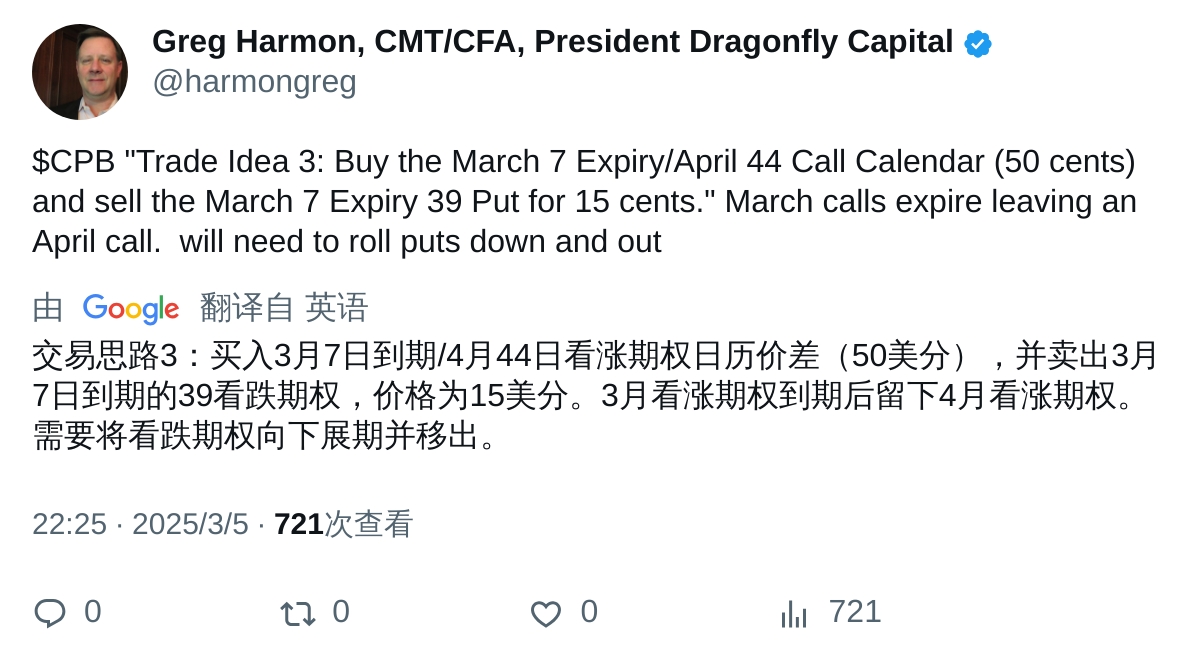 Greg Harmon, CMT/CFA, President Dragonfly Capital
@harmongreg
$CPB "Trade Idea 3: Buy the March 7 Expiry/April 44 Call Calendar (50 cents)
and sell the March 7 Expiry 39 Put for 15 cents." March calls expire leaving an
April call.  will need to roll puts down and out
由 Google 翻译自 英语
交易思路3：买入3月7日到期/4月44日看涨期权日历价差（50美分），并卖出3月
7日到期的39看跌期权，价格为15美分。3月看涨期权到期后留下4月看涨期权。
需要将看跌期权向下展期并移出。
22:25 · 2025/3/5 · 721次查看
0 0 0 721